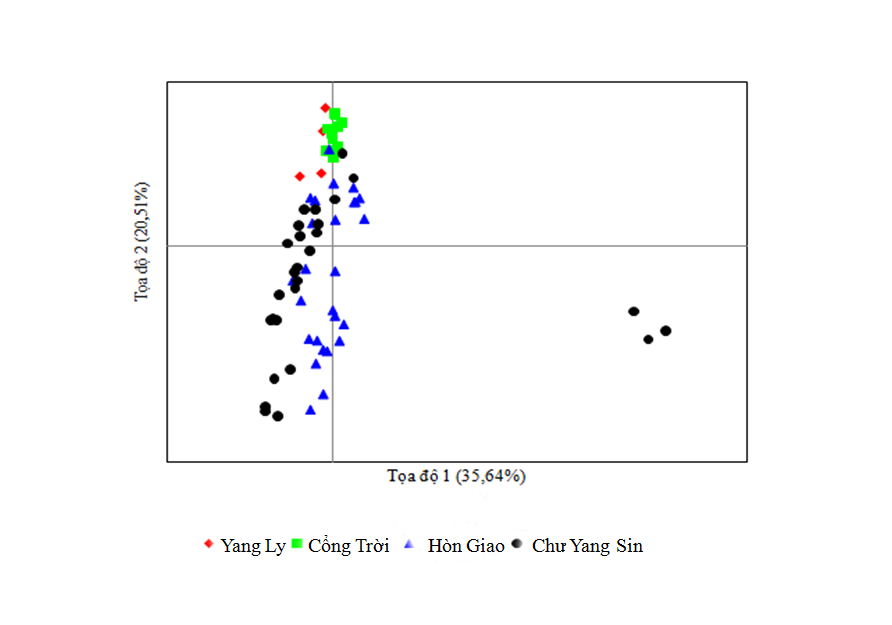 Tọa độ 2 (20,51%)
Tọa độ 1 (35,64%)
Yang Ly Cổng Trời Hòn Giao Chư Yang Sin